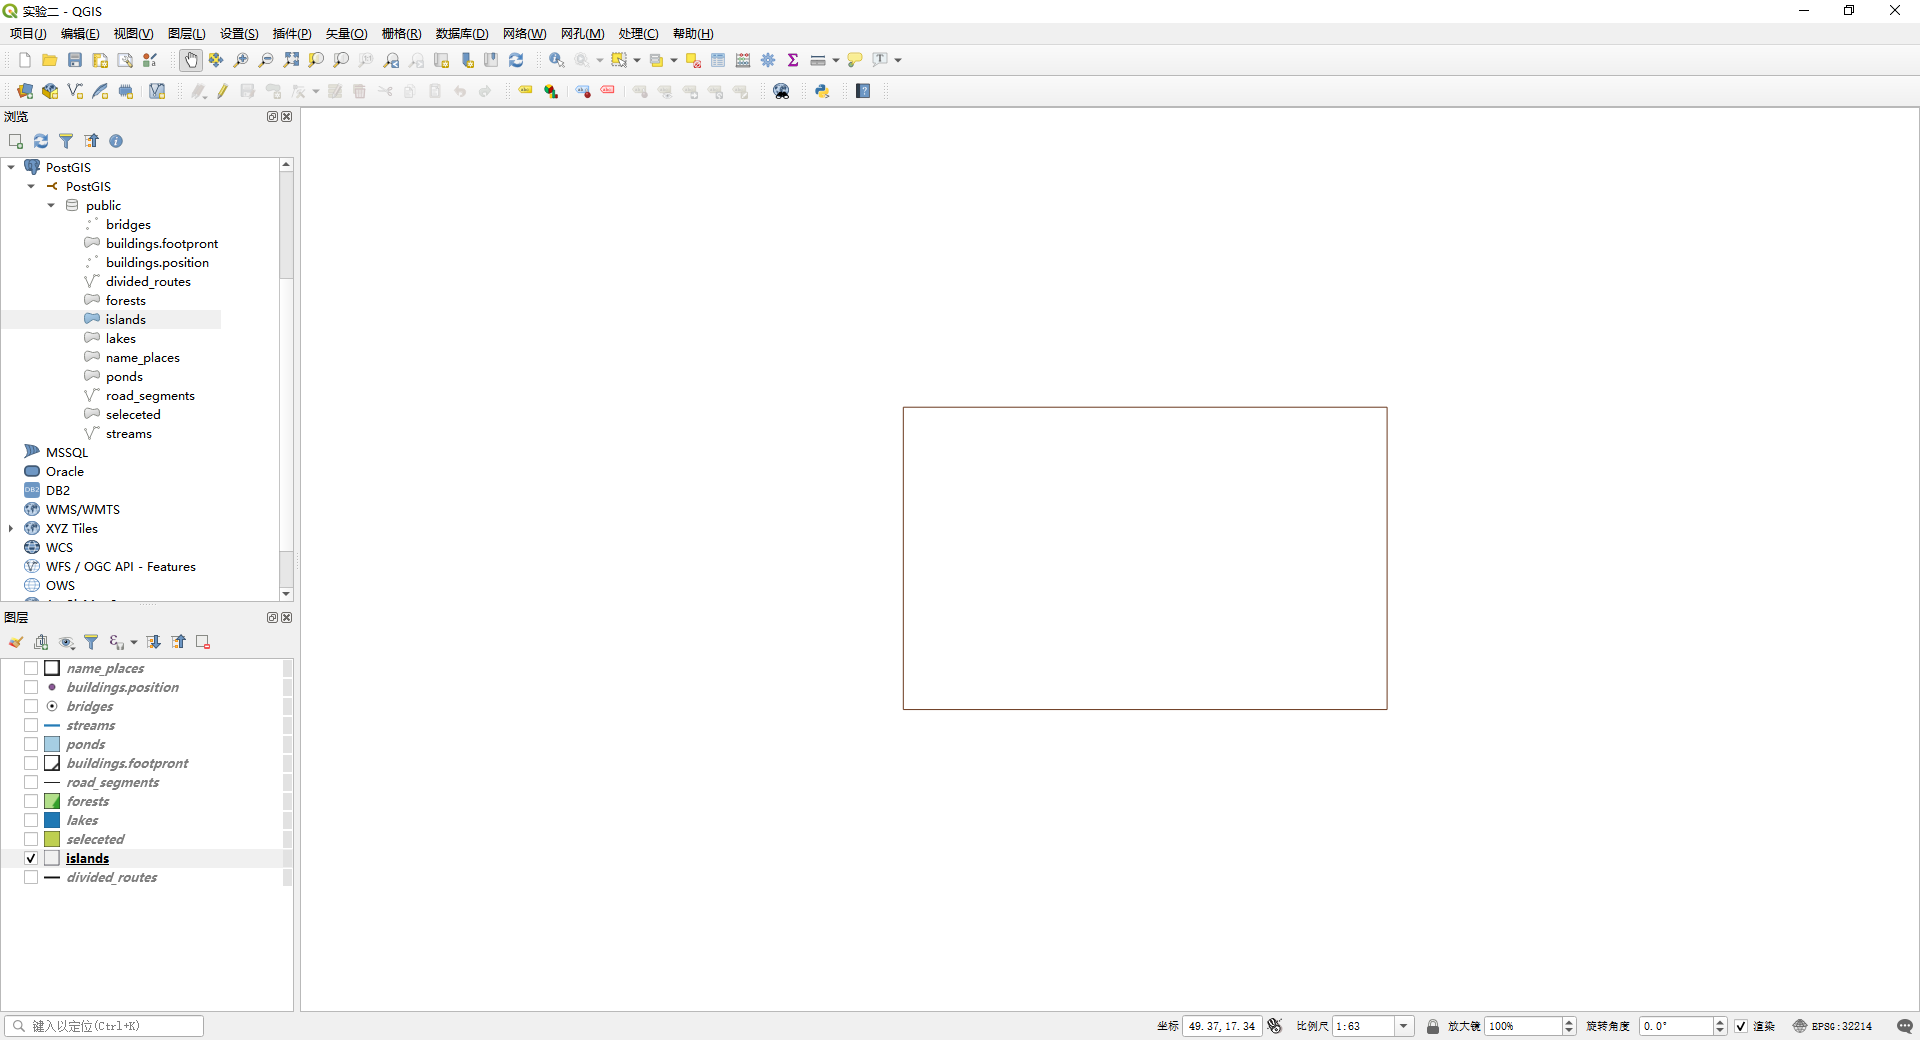 实验二 - QGIS
项目(J) 编辑(E) 视图(V) 图层(L) 设置(S) 插件(P) 矢量(O) 栅格(R) 数据库(D) 网络(W) 网孔(M) 处理(C) 帮助(H)
浏览
PostGIS
PostGIS
public
bridges
buildings.footpront
buildings.position
divided_routes
forests
islands
lakes
name_places
ponds
road_segments
seleceted
streams
MSSQL
Oracle
DB2
WMS/WMTS
XYZ Tiles
WCS
WFS / OGC API - Features
OWS
图层
name_places
buildings.position
bridges
streams
ponds
buildings.footpront
road_segments
forests
lakes
seleceted
islands
divided_routes
键入以定位(Ctrl+K) 坐标 49.37,17.34 比例尺 1:63 放大镜 100% 旋转角度 0.0° 渲染 EPSG:32214